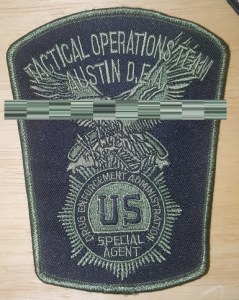 TACTICAL OPERATIONS TEAM
AUSTIN D.E.A.
DRUG ENFORCEMENT ADMINISTRATION
US
SPECIAL
AGENT